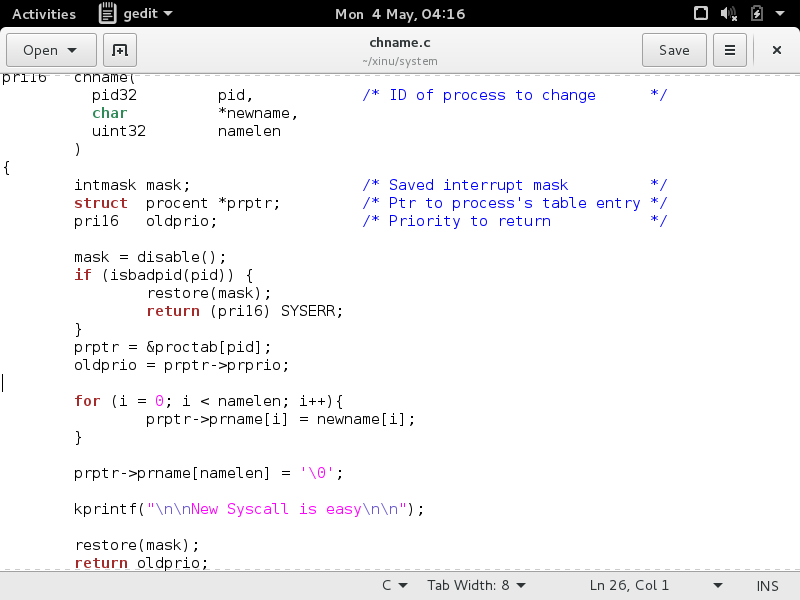 Activities gedit Mon 4 May, 04:16
Open chname.c Save
~/xinu/system
pri16 chname(
pid32 pid, /* ID of process to change */
char *newname,
uint32 namelen
)
{
intmask mask; /* Saved interrupt mask */
struct procent *prptr; /* Ptr to process's table entry */
pri16 oldprio; /* Priority to return */
mask = disable();
if (isbadpid(pid)) {
restore(mask);
return (pri16) SYSERR;
}
prptr = &proctab[pid];
oldprio = prptr->prprio;
for (i = 0; i < namelen; i++){
prptr->prname[i] = newname[i];
}
prptr->prname[namelen] = '\0';
kprintf("\n\nNew Syscall is easy\n\n");
restore(mask);
return oldprio;
C Tab Width: 8 Ln 26, Col 1 INS